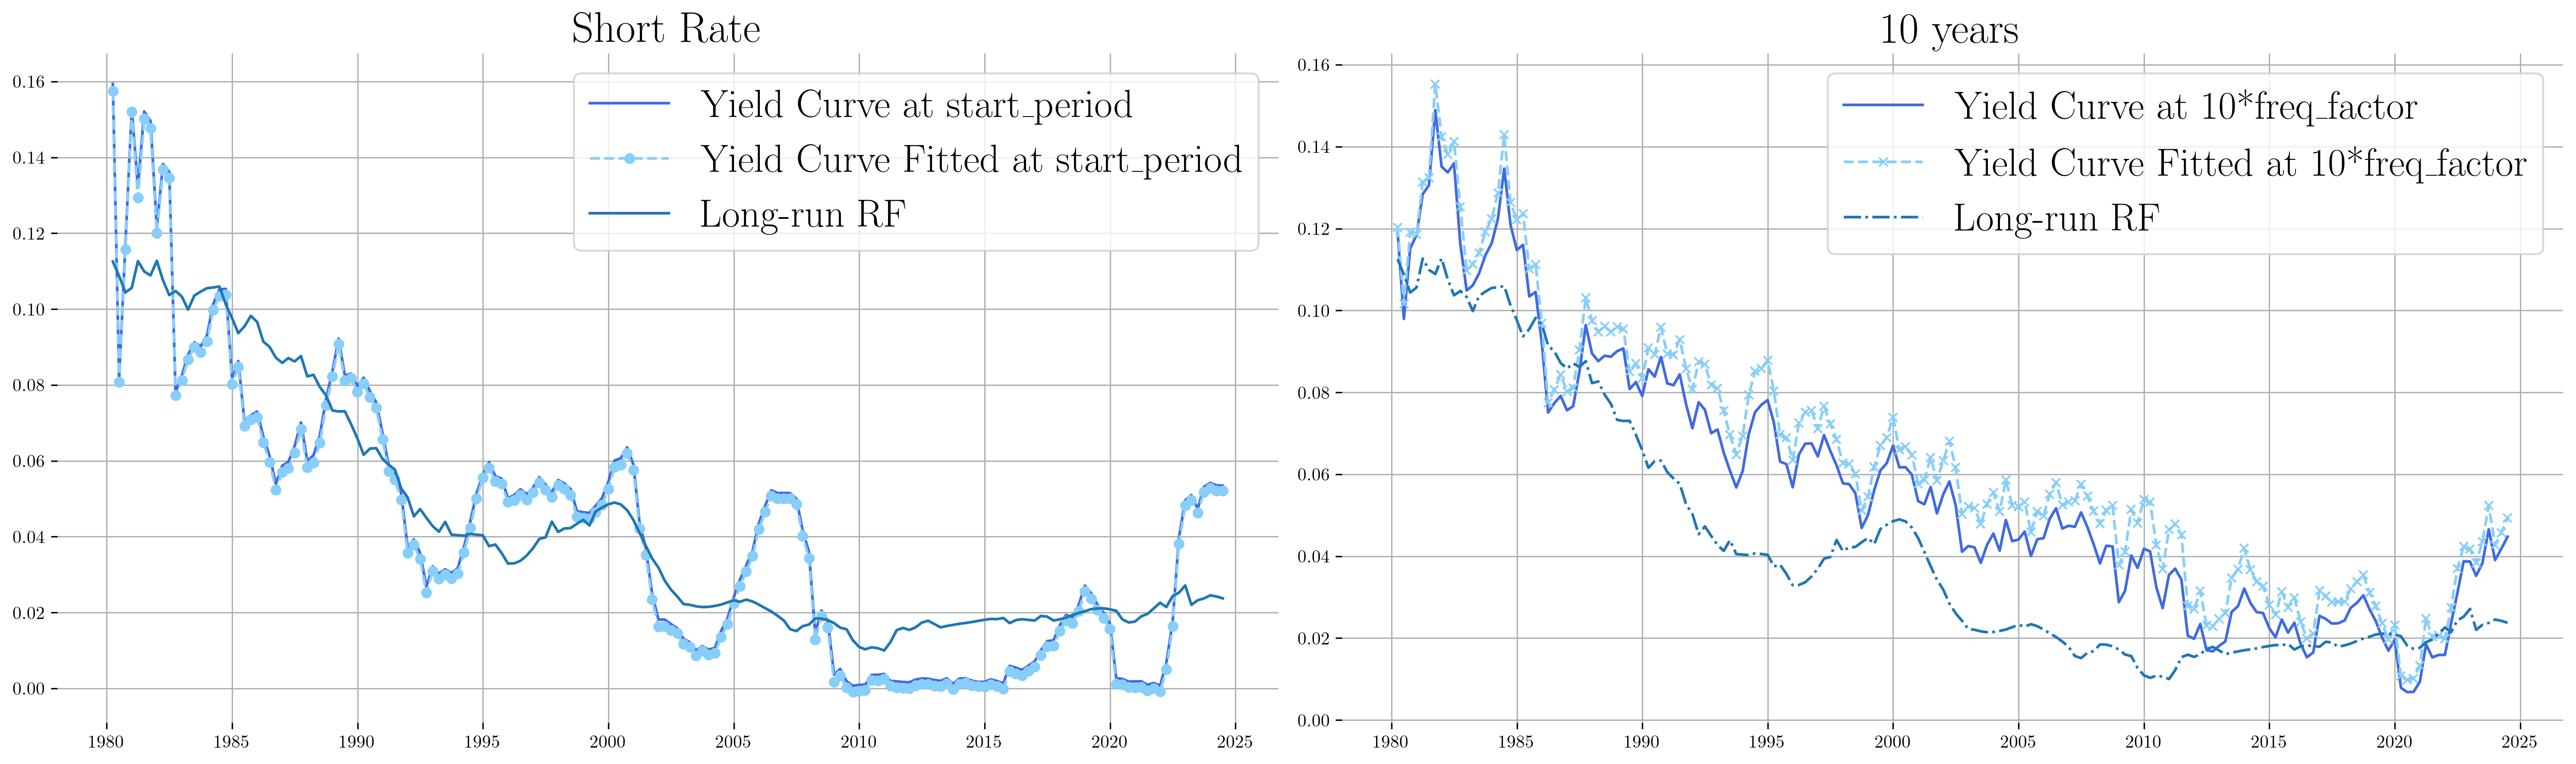 Short Rate
0.16
0.14
0.12
0.10
0.08
0.06
0.04
0.02
0.00
1980 1985 1990 1995 2000 2005 2010 2015 2020 2025
Yield Curve at start_period
Yield Curve Fitted at start_period
Long-run RF
10 years
0.16
0.14
0.12
0.10
0.08
0.06
0.04
0.02
0.00
1980 1985 1990 1995 2000 2005 2010 2015 2020 2025
Yield Curve at 10*freq_factor
Yield Curve Fitted at 10*freq_factor
Long-run RF